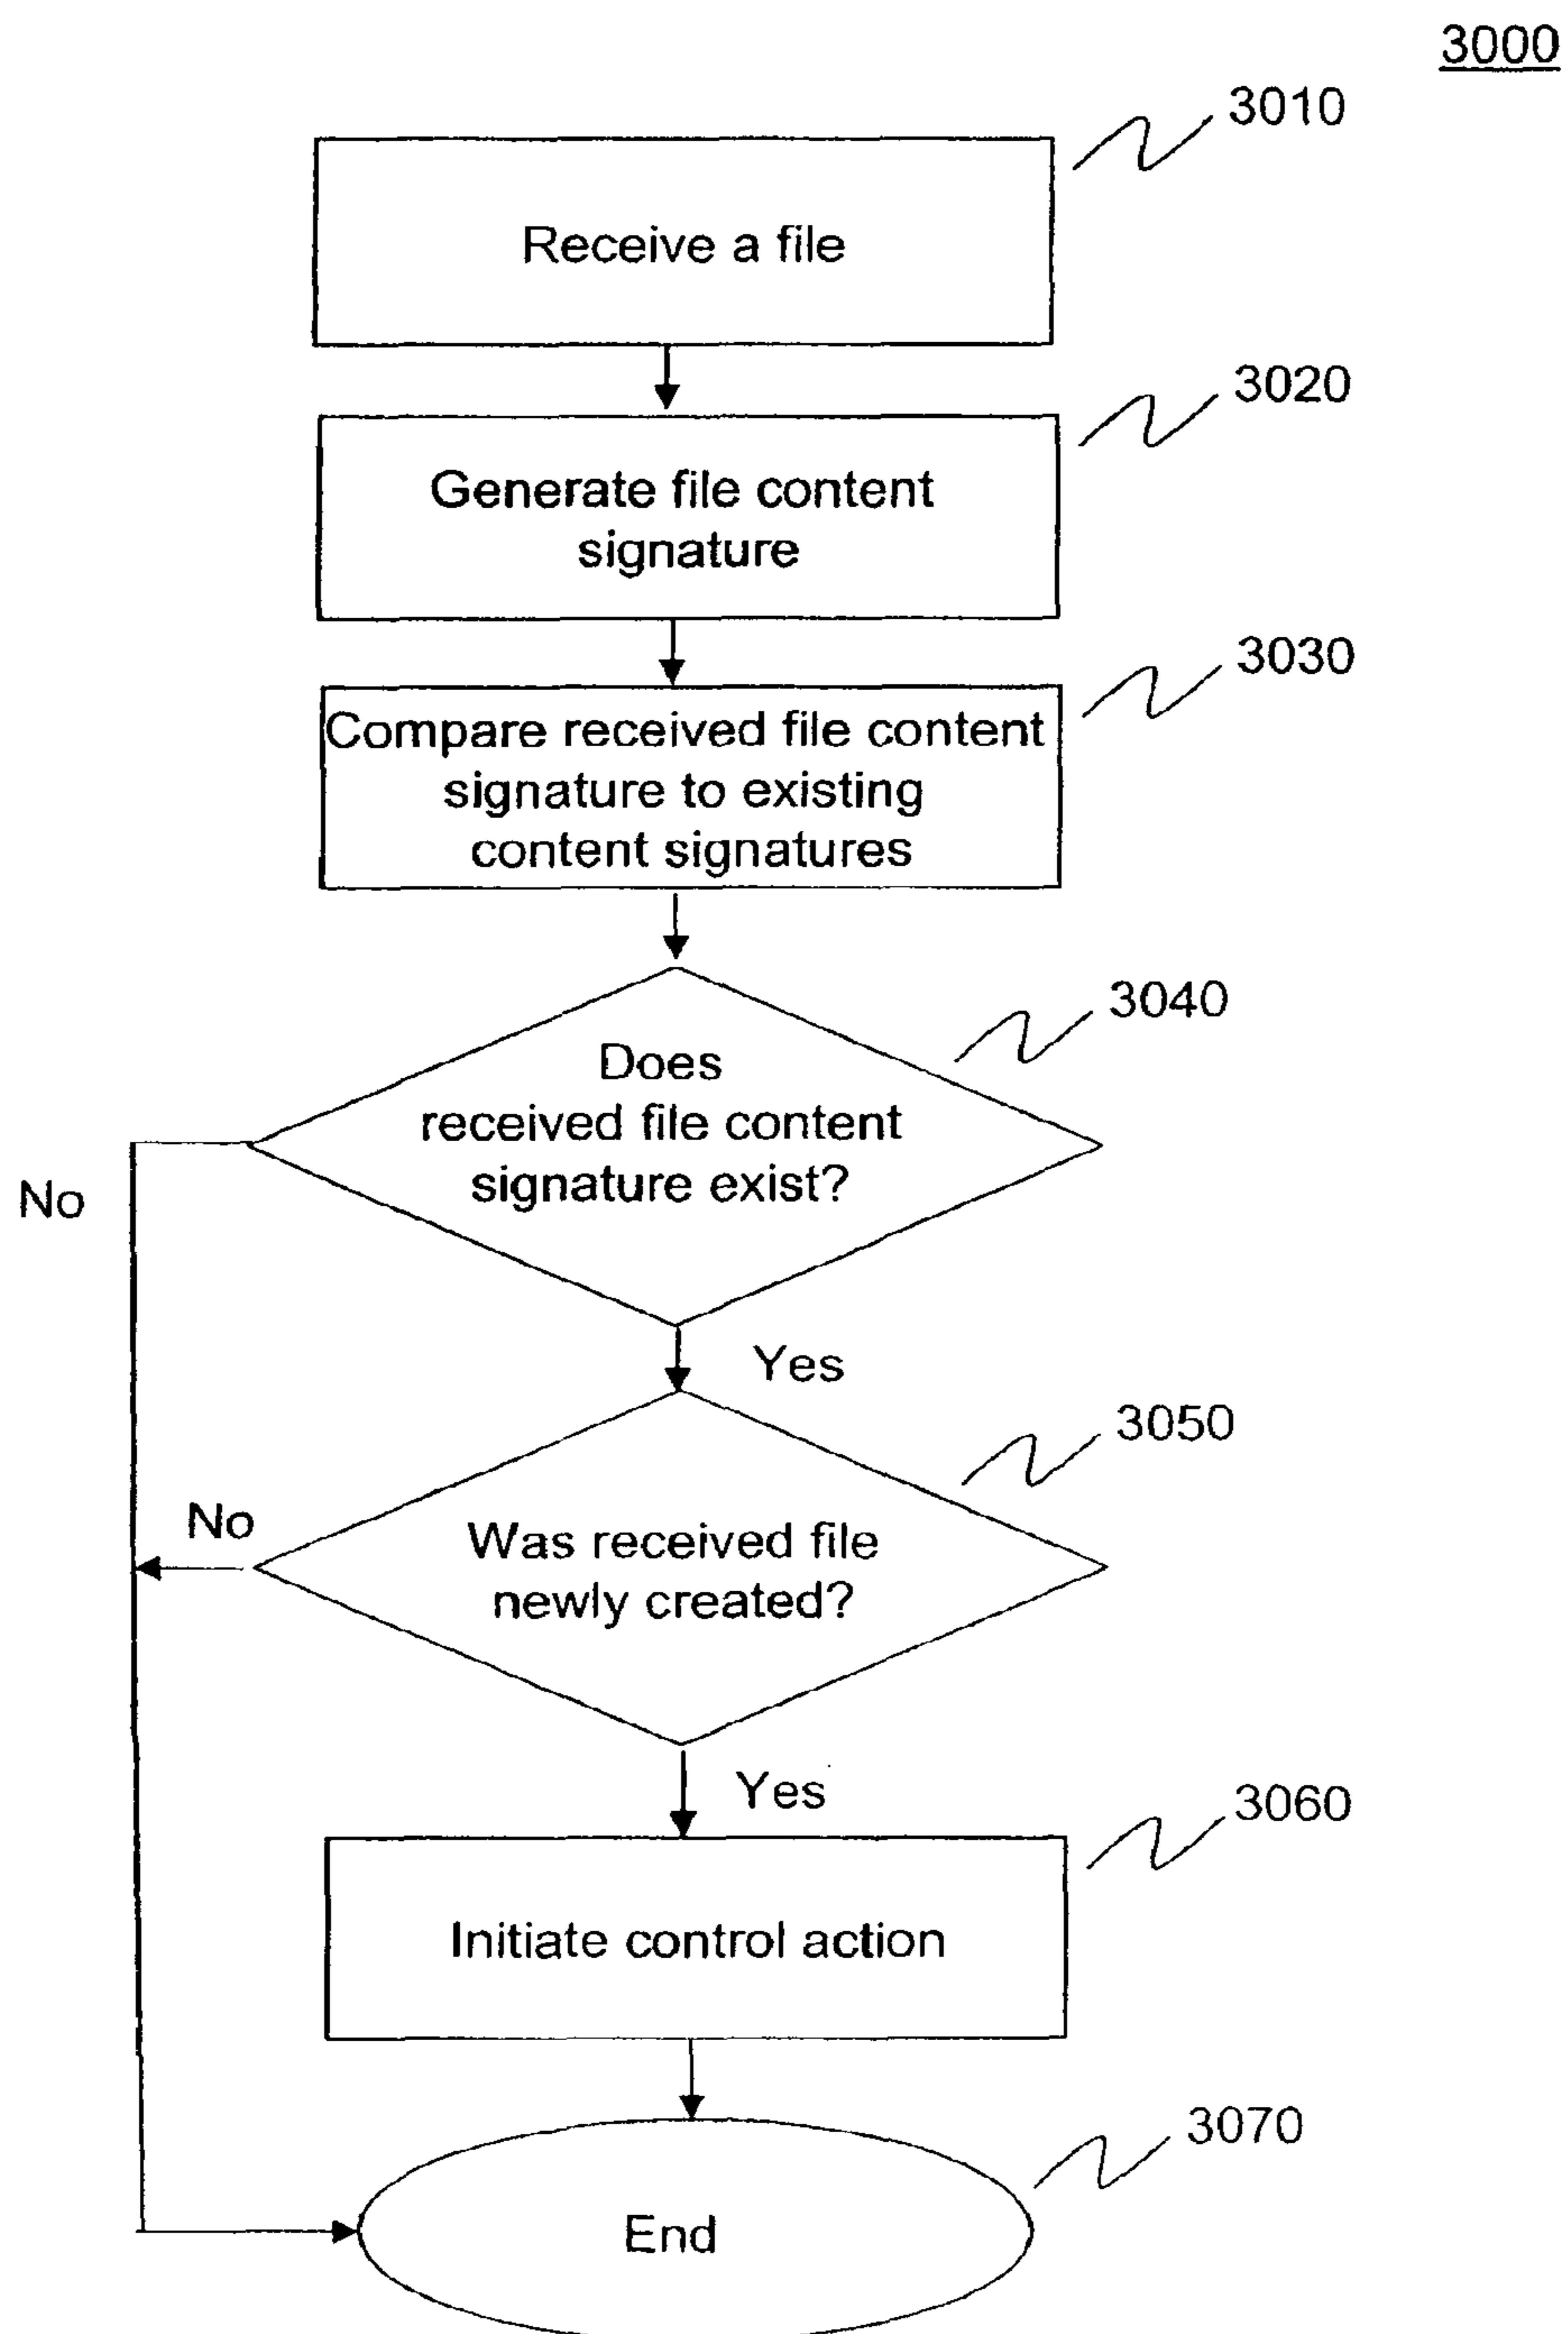 3000
3010
Receive a file
3020
Generate file content
signature
3030
Compare received file content
signature to existing
content signatures
3040
Does
received file content
signature exist?
No
Yes
3050
No
Was received file
newly created?
Yes
3060
Initiate control action
3070
End